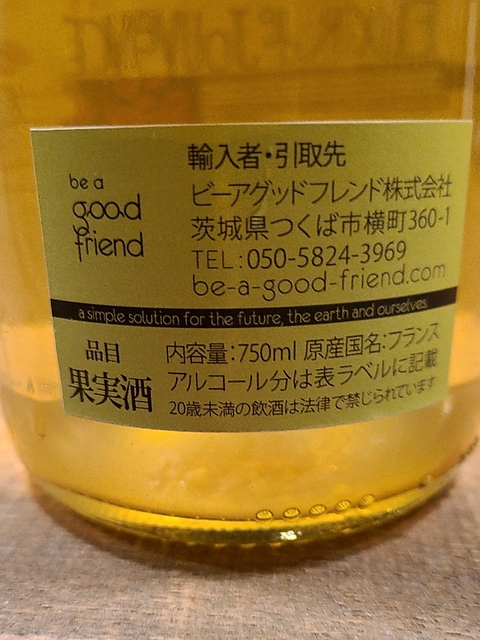 be a
good
friend
輸入者・引取先
ビーアグッドフレンド株式会社
茨城県つくば市横町360-1
TEL:050-5824-3969
be-a-good-friend.com
a simple solution for the future, the earth and ourselves.
品目
果実酒
内容量:750ml 原産国名:フランス
アルコール分は表ラベルに記載
20歳未満の飲酒は法律で禁じられています